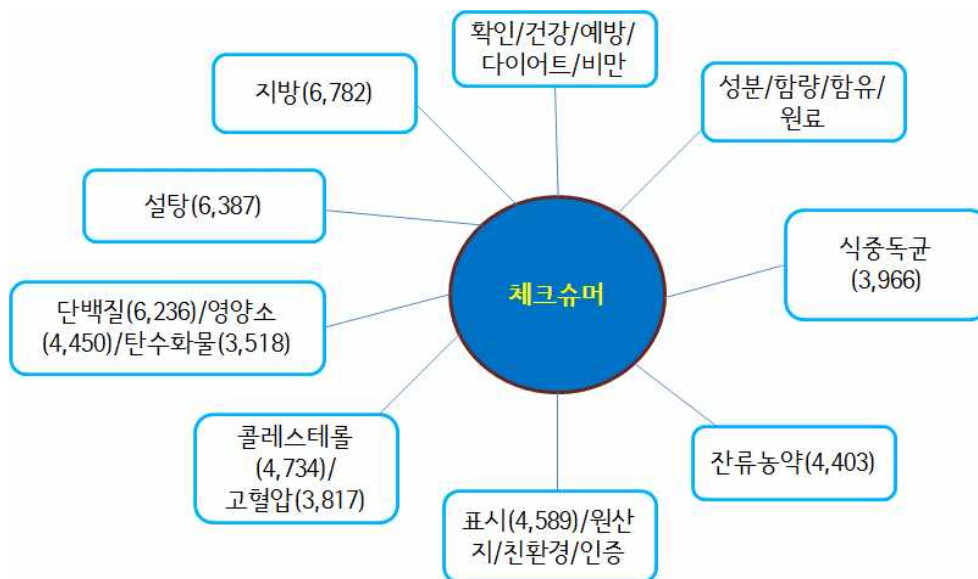 확인/건강/예방/
다이어트/비만
지방(6,782)
성분/함량/함유/
원료
설탕(6,387)
식중독균
(3,966)
체크슈머
단백질(6,236)/영양소
(4,450)/탄수화물(3,518)
콜레스테롤
(4,734)/
고혈압(3,817)
잔류농약(4,403)
표시(4,589)/원산
지/친환경/인증